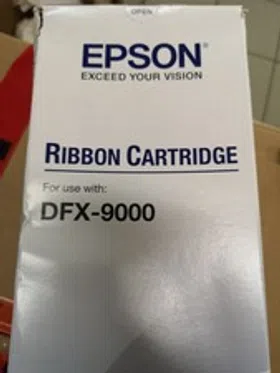 OPEN
EPSON
EXCEED YOUR VISION
RIBBON CARTRIDGE
For use with:
DFX-9000